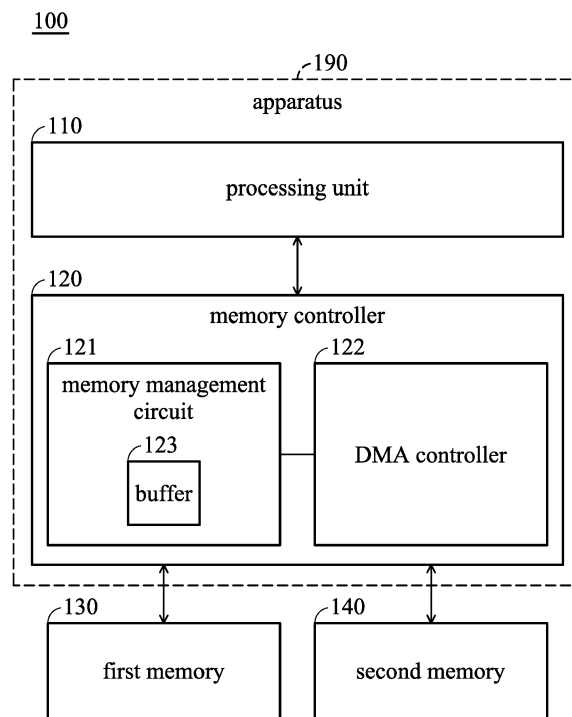 100
190
apparatus
110
processing unit
120
memory controller
121
122
memory management
circuit
123
buffer
DMA controller
130
140
first memory
second memory